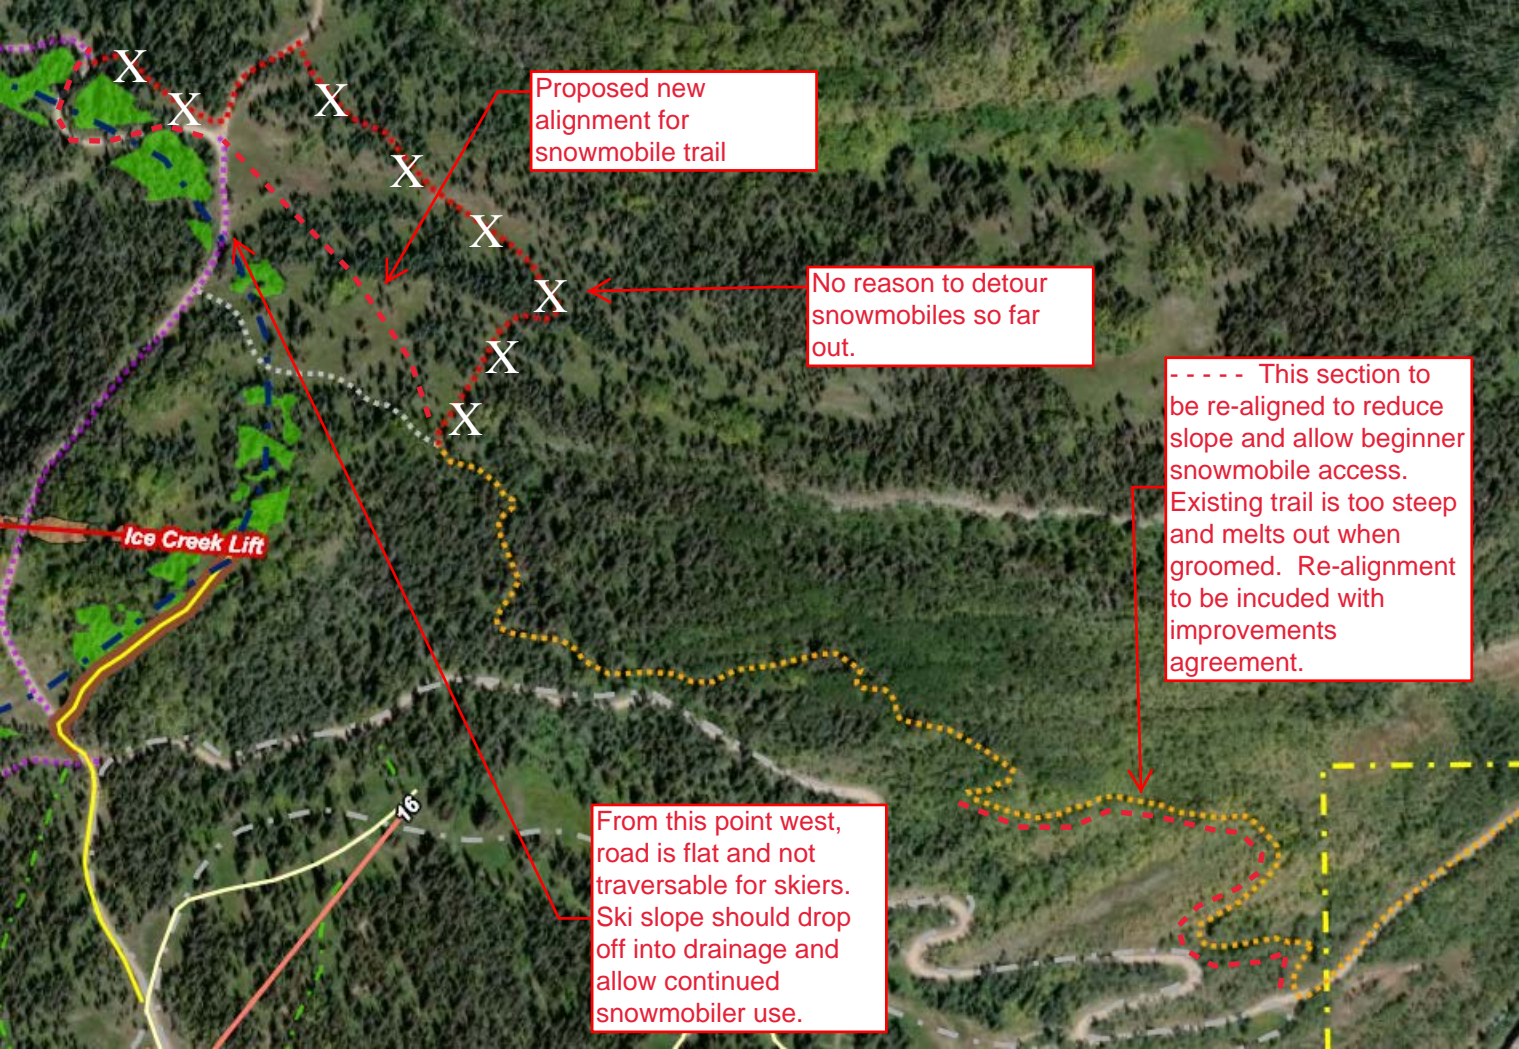 X
X
X
X
X
X
X
X
Proposed new
alignment for
snowmobile trail
No reason to detour
snowmobiles so far
out.
- - - - - This section to
be re-aligned to reduce
slope and allow beginner
snowmobile access.
Existing trail is too steep
and melts out when
groomed. Re-alignment
to be incuded with
improvements
agreement.
Ice Creek Lift
16
From this point west,
road is flat and not
traversable for skiers.
Ski slope should drop
off into drainage and
allow continued
snowmobiler use.